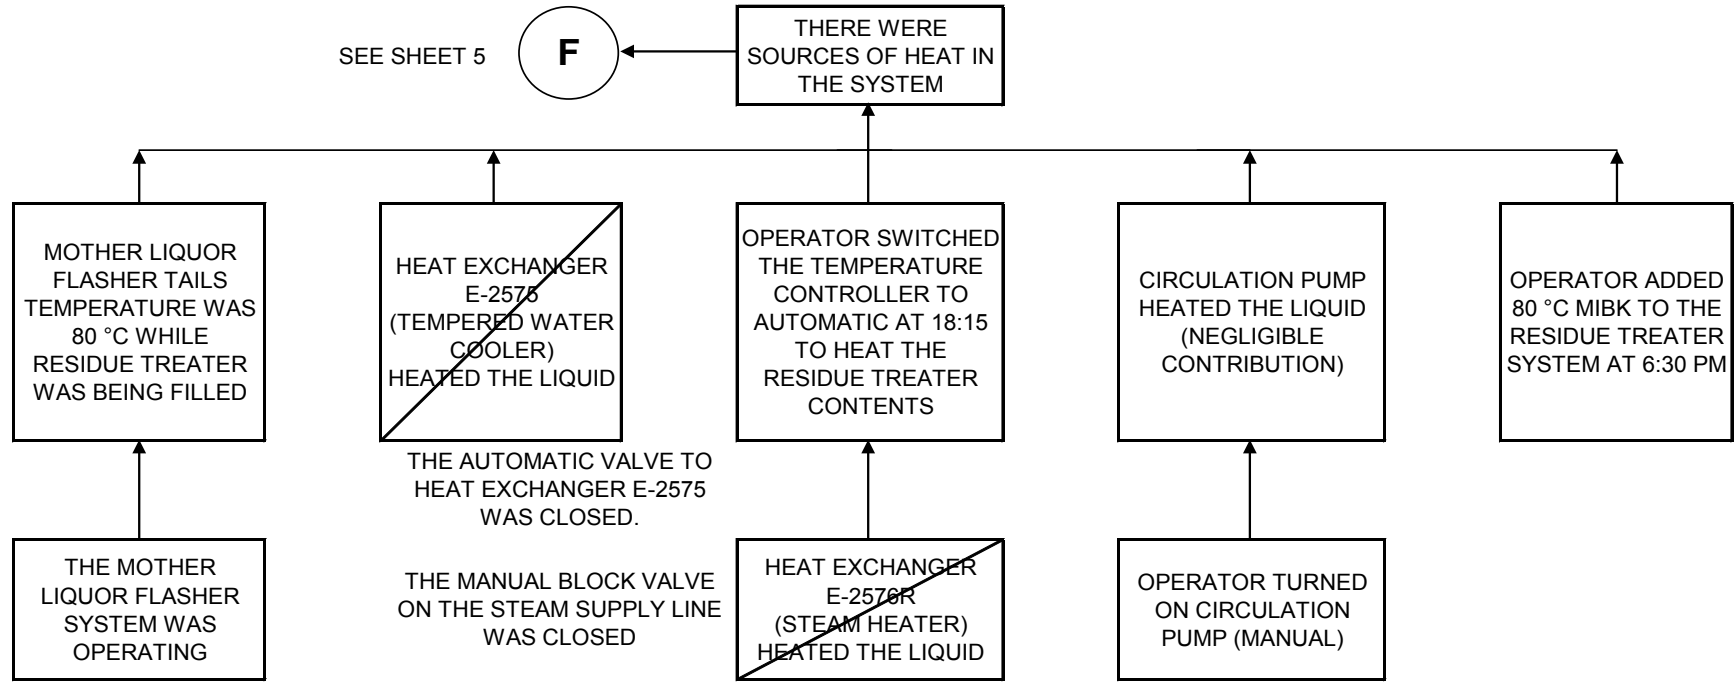 THERE WERE
SOURCES OF HEAT IN
THE SYSTEM
SEE SHEET 5
F
MOTHER LIQUOR
FLASHER TAILS
TEMPERATURE WAS
80 °C WHILE
RESIDUE TREATER
WAS BEING FILLED
HEAT EXCHANGER
E-2575
(TEMPERED WATER
COOLER)
HEATED THE LIQUID
OPERATOR SWITCHED
THE TEMPERATURE
CONTROLLER TO
AUTOMATIC AT 18:15
TO HEAT THE
RESIDUE TREATER
CONTENTS
CIRCULATION PUMP
HEATED THE LIQUID
(NEGLIGIBLE
CONTRIBUTION)
OPERATOR ADDED
80 °C MIBK TO THE
RESIDUE TREATER
SYSTEM AT 6:30 PM
THE AUTOMATIC VALVE TO
HEAT EXCHANGER E-2575
WAS CLOSED.
THE MOTHER
LIQUOR FLASHER
SYSTEM WAS
OPERATING
THE MANUAL BLOCK VALVE
ON THE STEAM SUPPLY LINE
WAS CLOSED
HEAT EXCHANGER
E-2576R
(STEAM HEATER)
HEATED THE LIQUID
OPERATOR TURNED
ON CIRCULATION
PUMP (MANUAL)